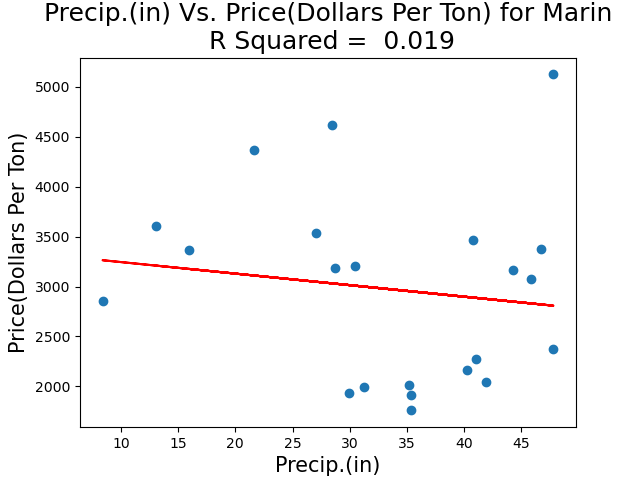 Precip.(in) Vs. Price(Dollars Per Ton) for Marin
R Squared =  0.019
Price(Dollars Per Ton)
5000
4500
4000
3500
3000
2500
2000
10 15 20 25 30 35 40 45
Precip.(in)